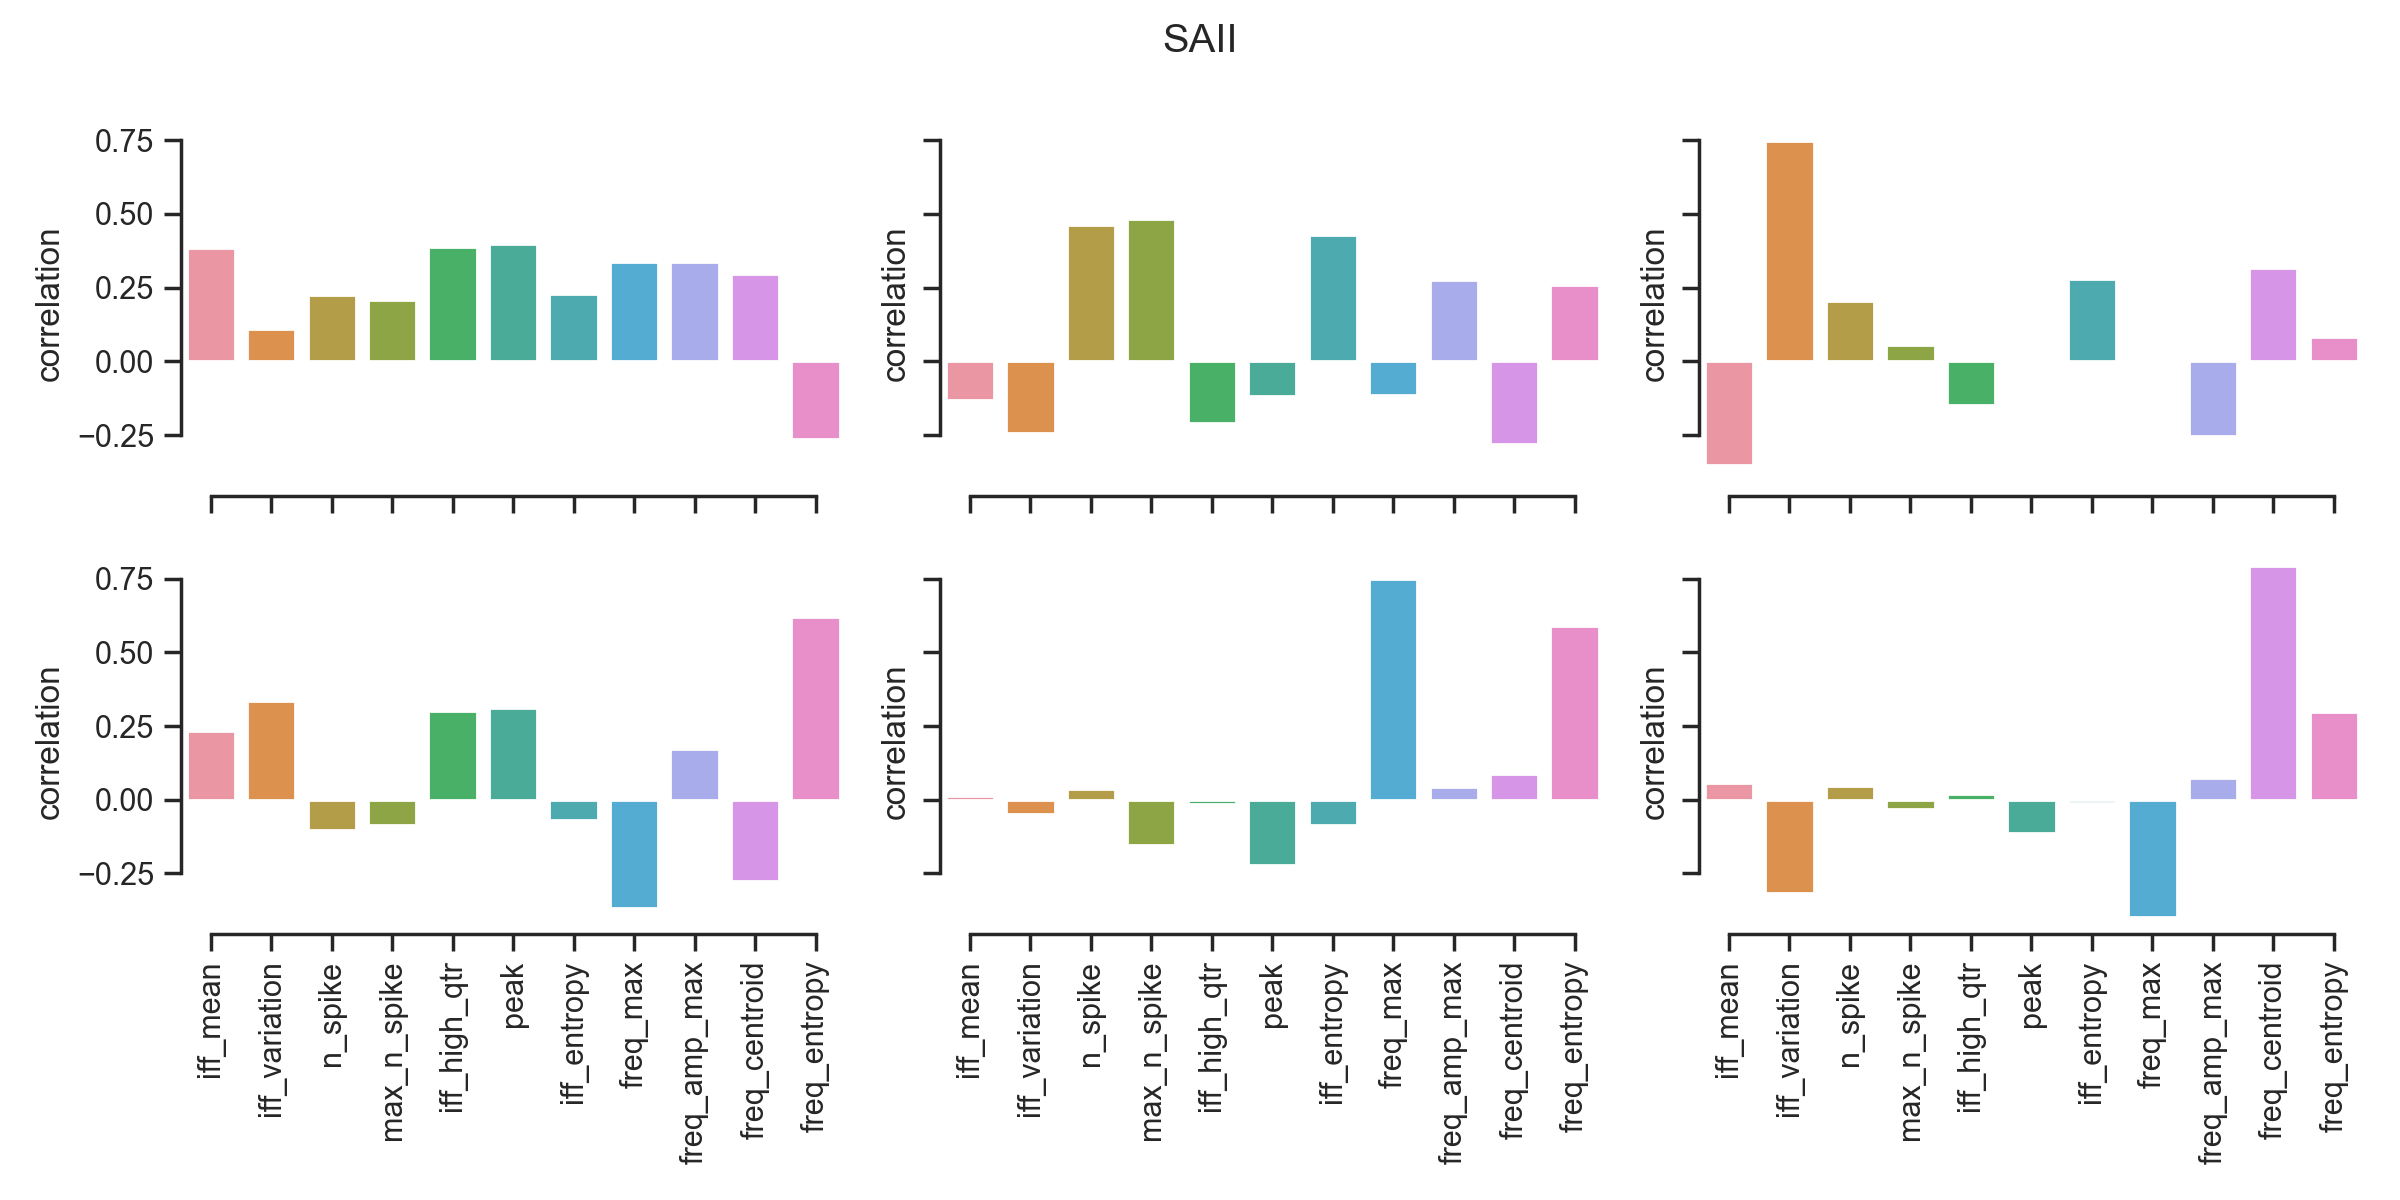 SAII
correlation
0.75
0.50
0.25
0.00
−0.25
correlation
correlation
correlation
0.75
0.50
0.25
0.00
−0.25
iff_mean
iff_variation
n_spike
max_n_spike
iff_high_qtr
peak
iff_entropy
freq_max
freq_amp_max
freq_centroid
freq_entropy
correlation
iff_mean
iff_variation
n_spike
max_n_spike
iff_high_qtr
peak
iff_entropy
freq_max
freq_amp_max
freq_centroid
freq_entropy
correlation
iff_mean
iff_variation
n_spike
max_n_spike
iff_high_qtr
peak
iff_entropy
freq_max
freq_amp_max
freq_centroid
freq_entropy